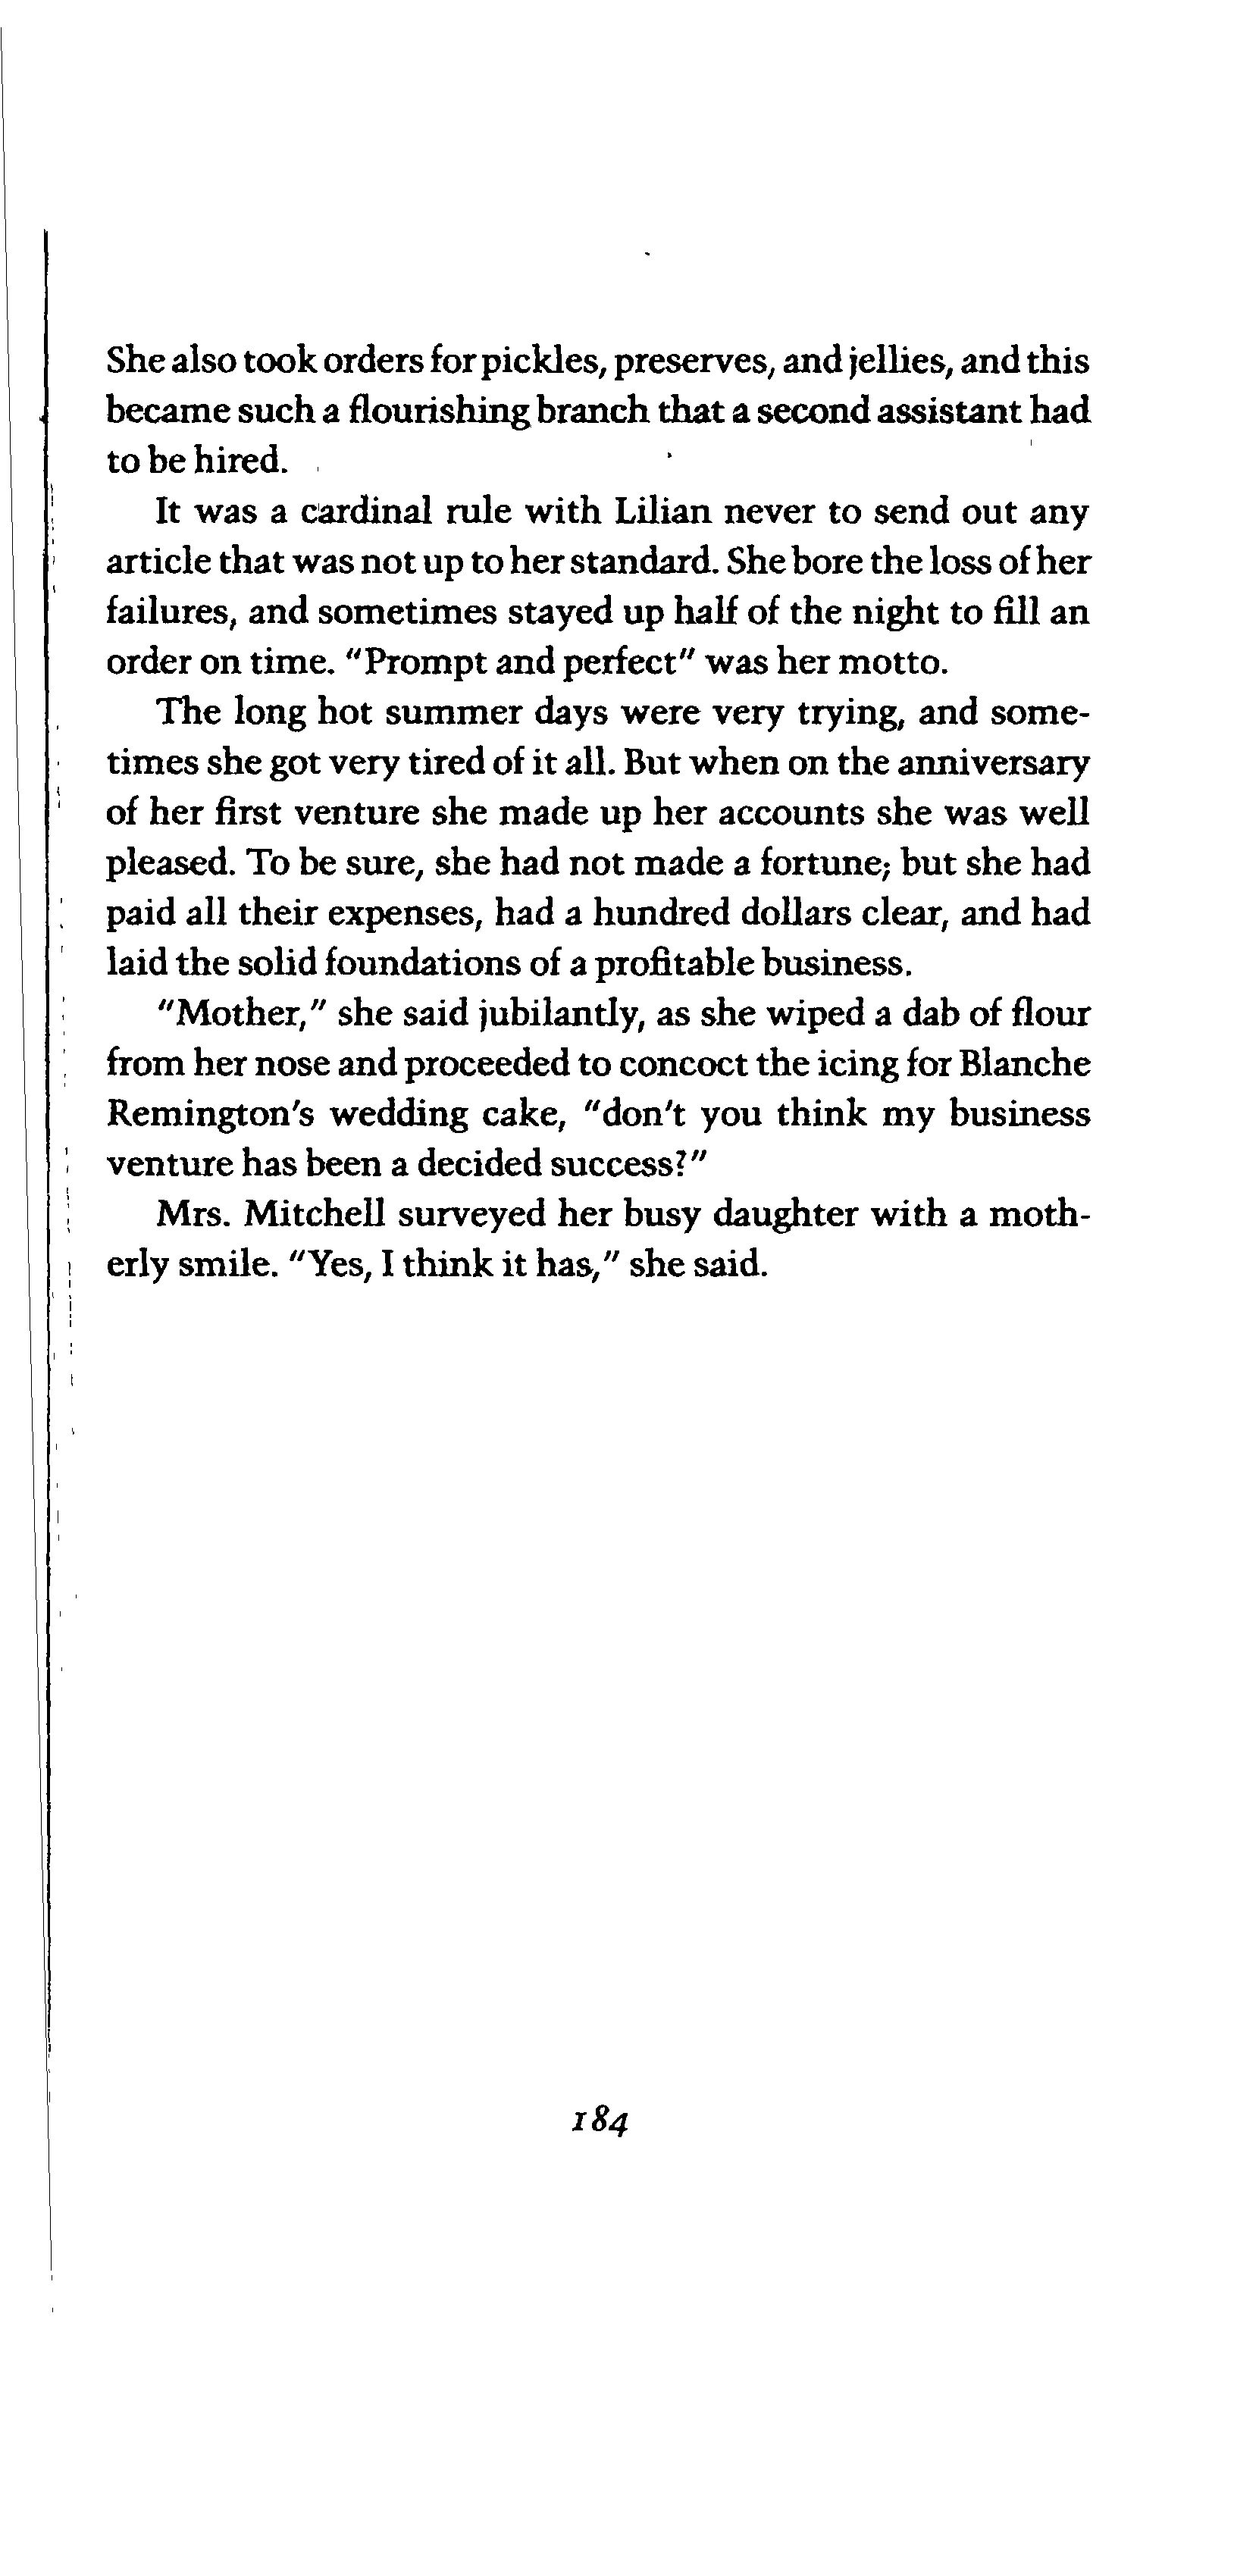 She also took orders for pickles, preserves, and jellies, and this
became such a flourishing branch that a second assistant had
to be hired.
It was a cardinal rule with Lilian never to send out any
article that was not up to her standard. She bore the loss of her
failures, and sometimes stayed up half of the night to fill an
order on time. "Prompt and perfect" was her motto.
The long hot summer days were very trying, and some-
times she got very tired of it all. But when on the anniversary
of her first venture she made up her accounts she was well
pleased. To be sure, she had not made a fortune; but she had
paid all their expenses, had a hundred dollars clear, and had
laid the solid foundations of a profitable business.
"Mother," she said jubilantly, as she wiped a dab of flour
from her nose and proceeded to concoct the icing for Blanche
Remington's wedding cake, "don't you think my business
venture has been a decided success?"
Mrs. Mitchell surveyed her busy daughter with a moth-
erly smile. "Yes, I think it has," she said.
184